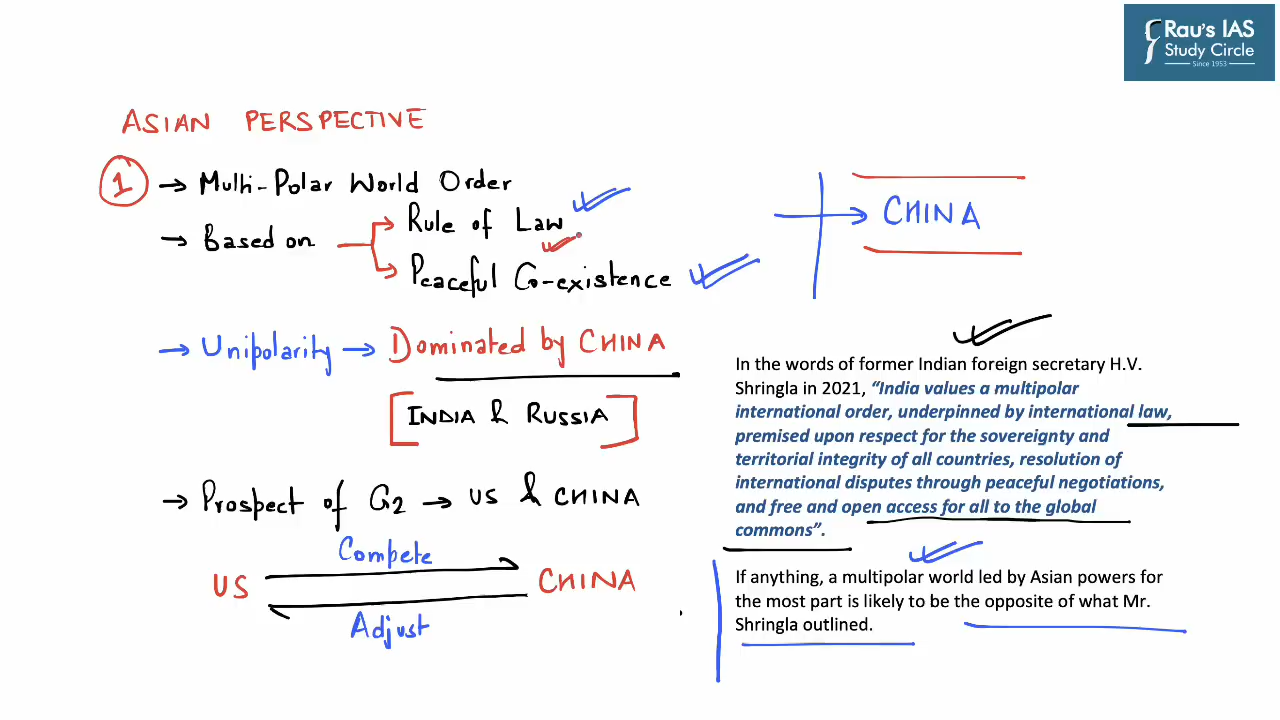 Rau's IAS
Study Circle
Since 1953
ASIAN PERSPECTIVE
1 → Multi-Polar World Order
→ Based on
Rule of Law
Peaceful Co-existence
→ Unipolarity → Dominated by CHINA
[INDIA & RUSSIA]
→ Prospect of G2 → US & CHINA
Compete
US CHINA
Adjust
CHINA
In the words of former Indian foreign secretary H.V.
Shringla in 2021, “India values a multipolar
international order, underpinned by international law,
premised upon respect for the sovereignty and
territorial integrity of all countries, resolution of
international disputes through peaceful negotiations,
and free and open access for all to the global
commons”.
If anything, a multipolar world led by Asian powers for
the most part is likely to be the opposite of what Mr.
Shringla outlined.